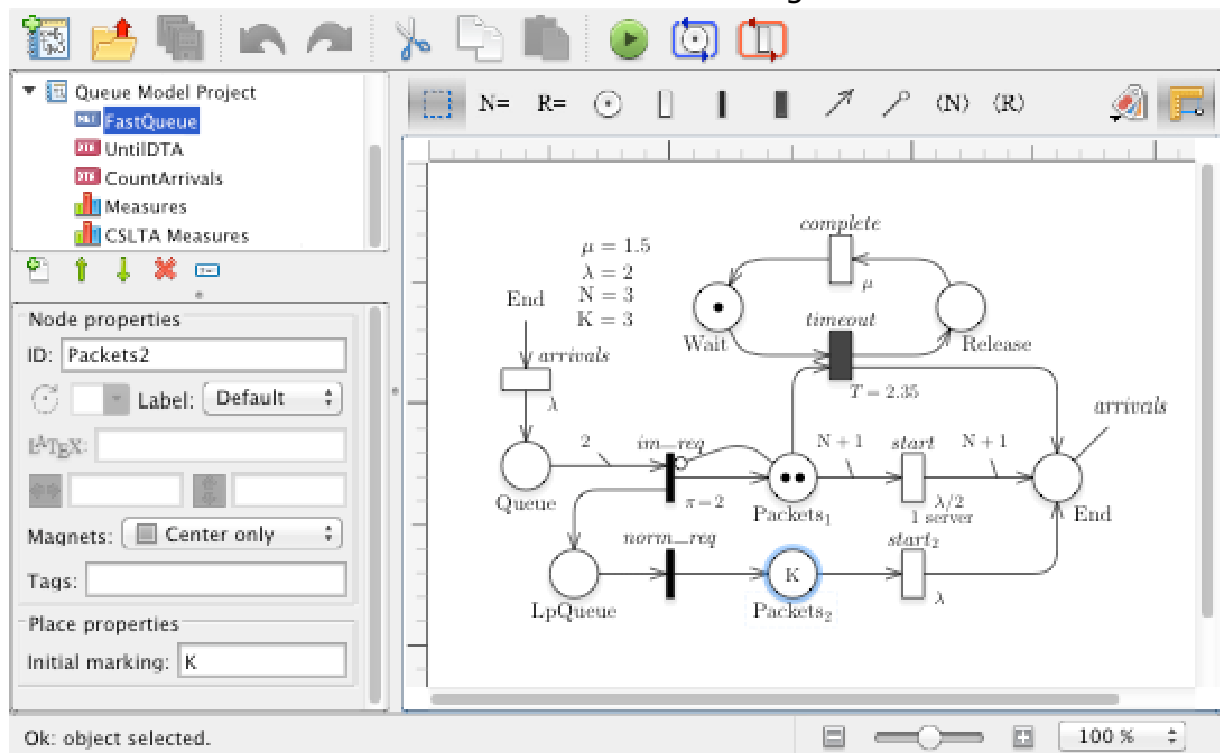 N= R= (N) (R)
Queue Model Project
FastQueue
UntilDTA
CountArrivals
Measures
CSLTA Measures
Node properties
ID: Packets2
Label: Default
LATEX:
Magnets: Center only
Tags:
Place properties
Initial marking: K
μ = 1.5
λ = 2
N = 3
K = 3
complete
μ
End
Wait
timeout
Release
arrivals
λ
T = 2.35
arrivals
2
im_req
N + 1
start
N + 1
Queue
π=2
Packets₁
λ/2
1 server
End
norm_req
start₂
K
LpQueue
Packets₂
λ
Ok: object selected.
100 %